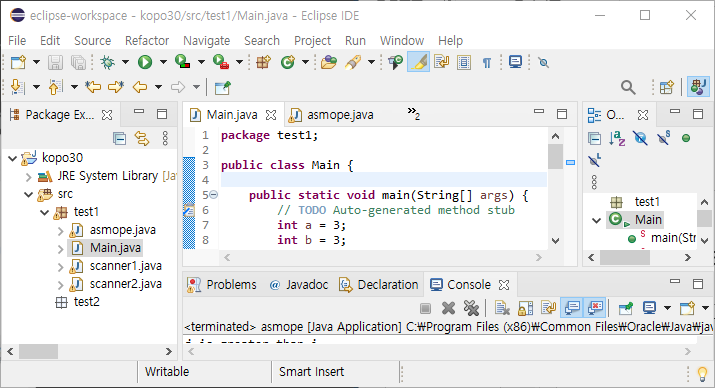 eclipse-workspace - kopo30/src/test1/Main.java - Eclipse IDE
File Edit Source Refactor Navigate Search Project Run Window Help
Package Ex...
kopo30
JRE System Library [Jav
src
test1
asmope.java
Main.java
scanner1.java
scanner2.java
test2
Main.java asmope.java »2
1 package test1;
2
3 public class Main {
4
5 public static void main(String[] args) {
6 // TODO Auto-generated method stub
7 int a = 3;
8 int b = 3;
O...
test1
Main
main(Str
Problems @ Javadoc Declaration Console
<terminated> asmope [Java Application] C:₩Program Files (x86)₩Common Files₩Oracle₩Java₩jav
Writable Smart Insert